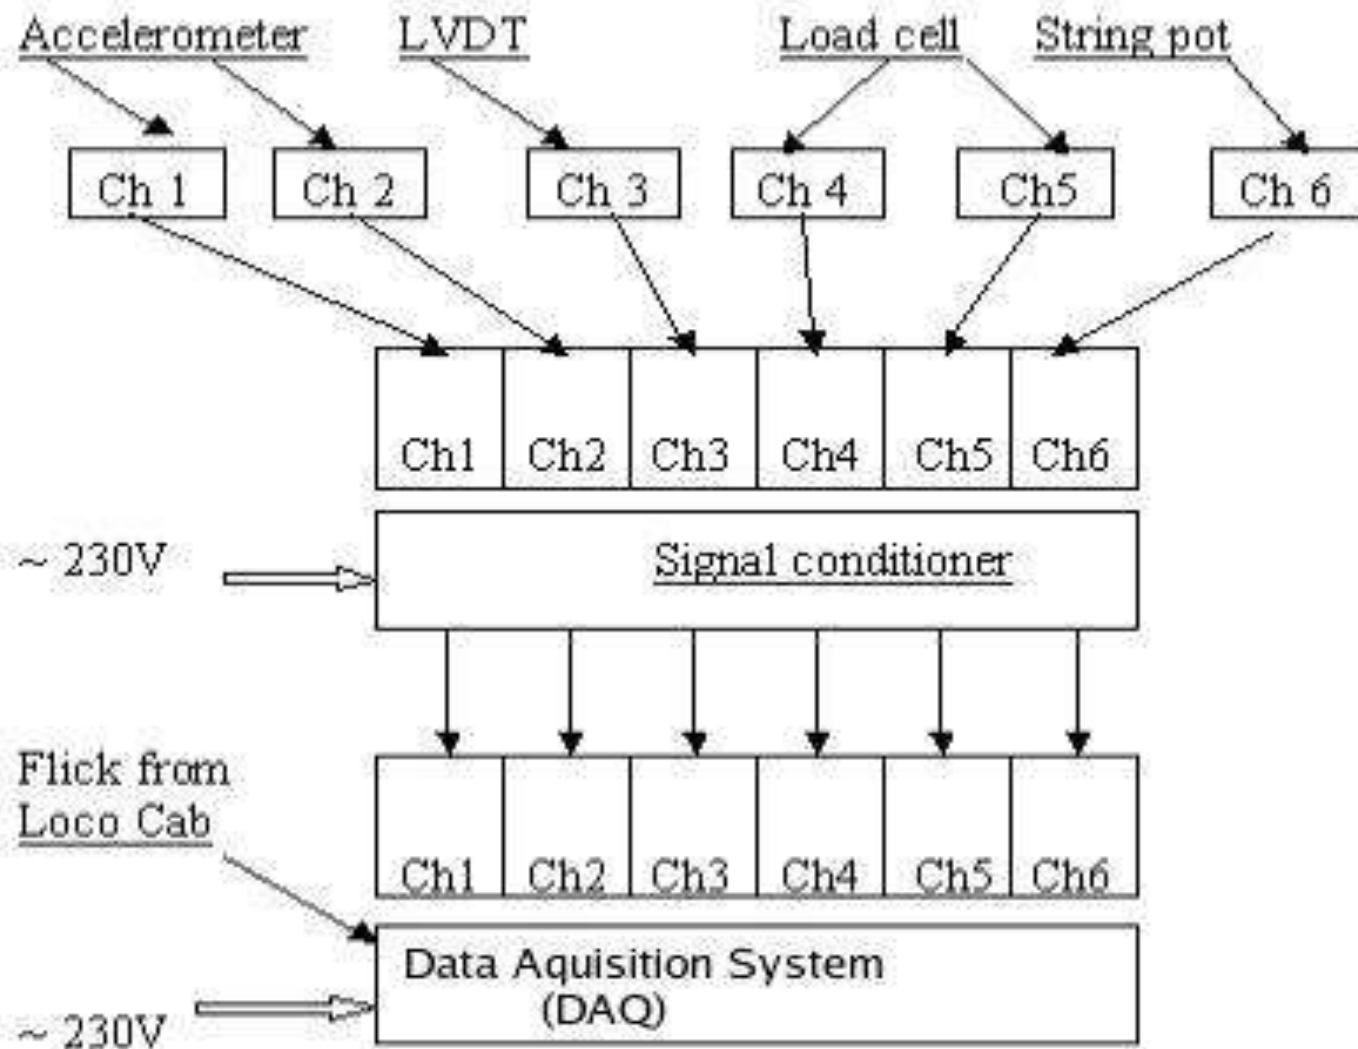 Accelerometer LVDT Load cell String pot
Ch 1 Ch 2 Ch 3 Ch 4 Ch5 Ch 6
Ch1 Ch2 Ch3 Ch4 Ch5 Ch6
~ 230V Signal conditioner
Flick from
Loco Cab
Ch1 Ch2 Ch3 Ch4 Ch5 Ch6
Data Aquisition System
(DAQ)
~ 230V